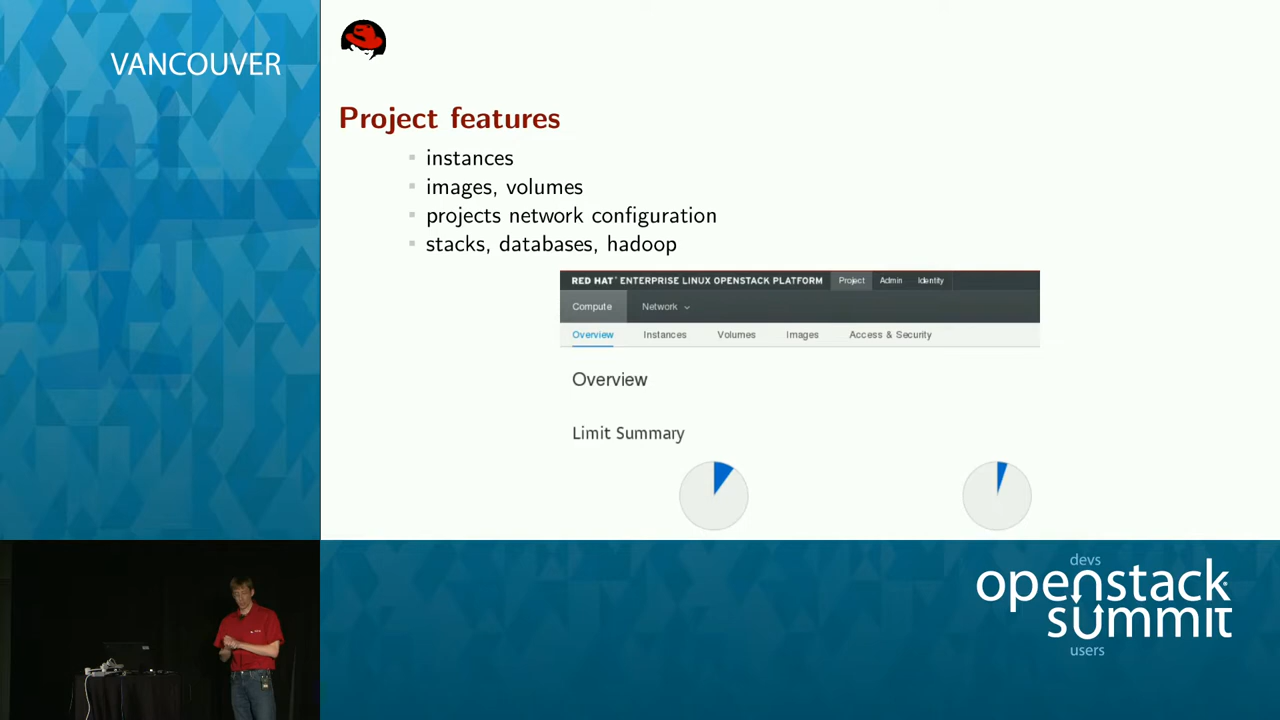 VANCOUVER
Project features
instances
images, volumes
projects network configuration
stacks, databases, hadoop
RED HAT ENTERPRISE LINUX OPENSTACK PLATFORM Project Admin Identity
Compute Network
Overview Instances Volumes Images Access & Security
Overview
Limit Summary
devs
openstack
summit
users